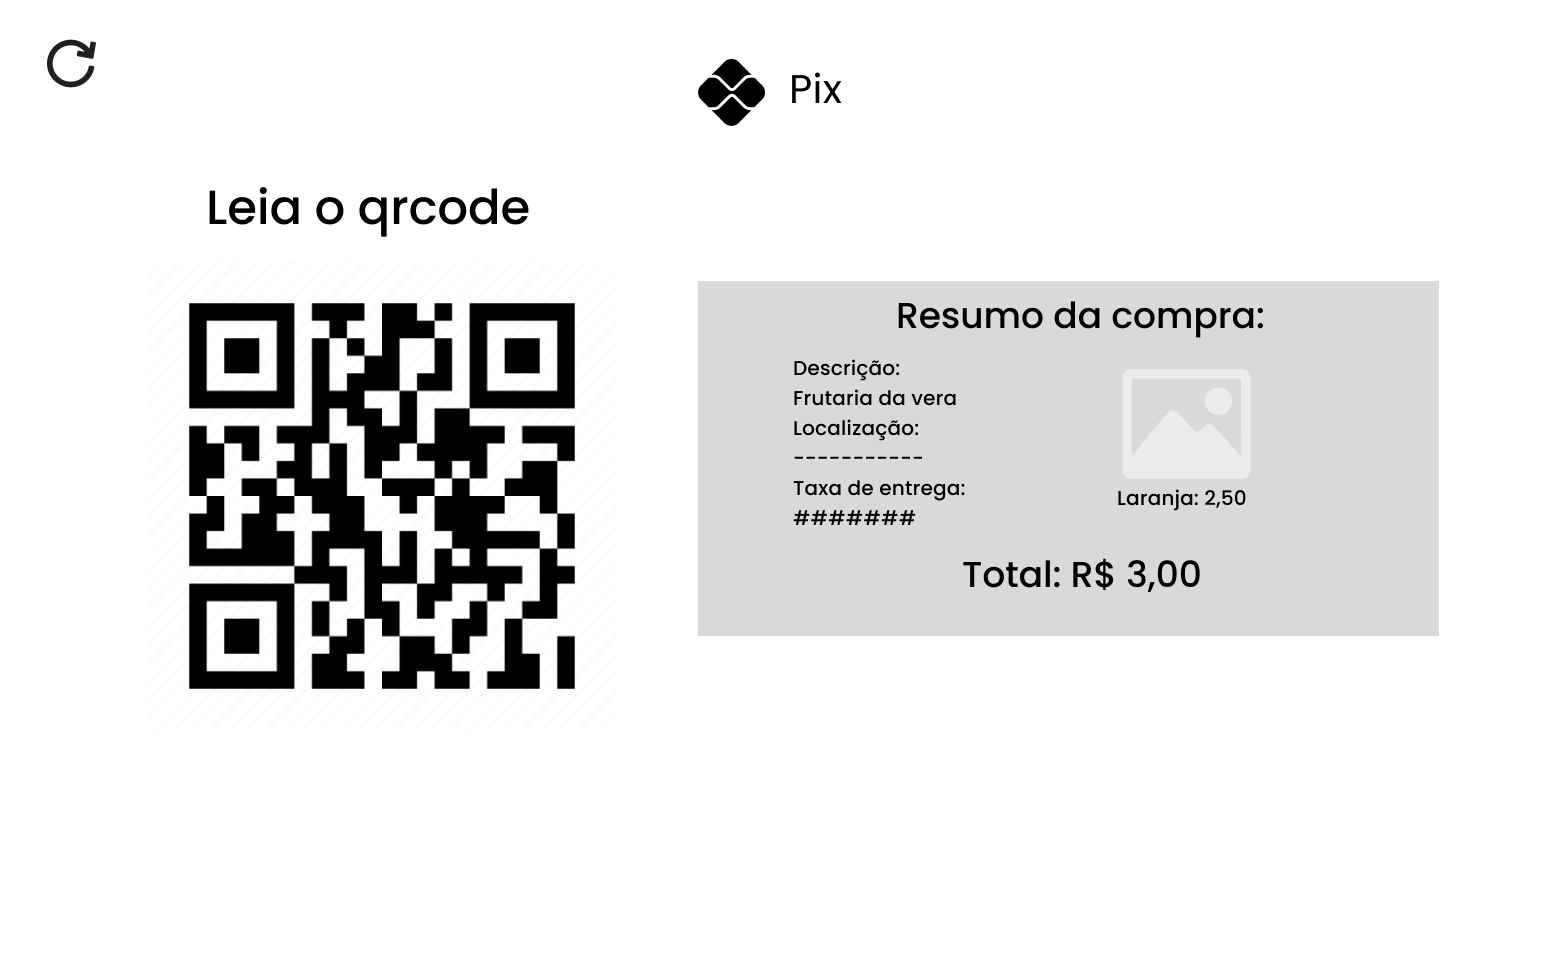 Pix
Leia o qrcode
Resumo da compra:
Descrição:
Frutaria da vera
Localização:
-----------
Taxa de entrega:
#######
Laranja: 2,50
Total: R$ 3,00